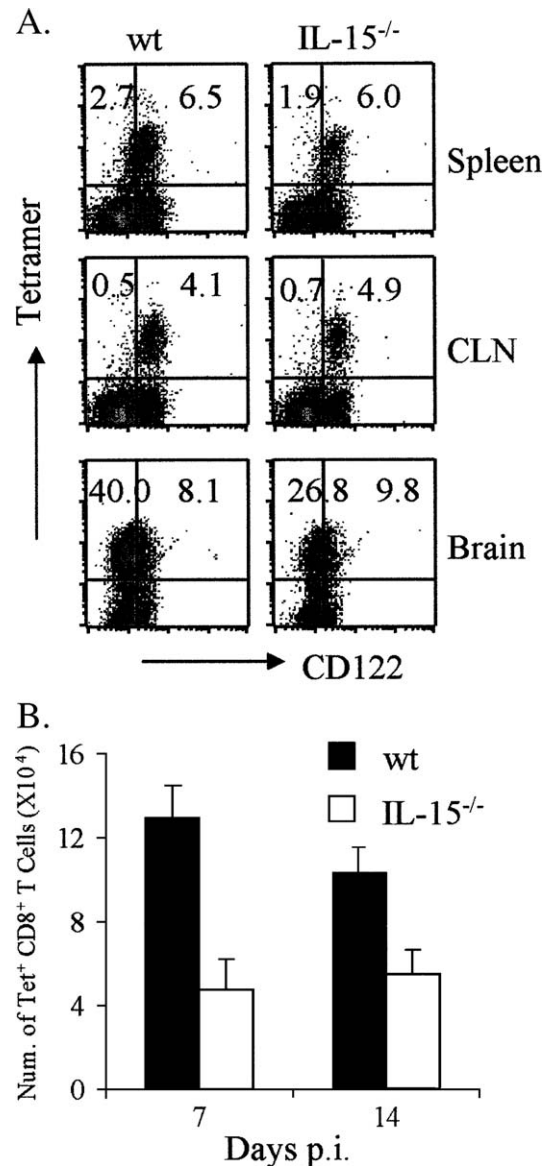 A.
wt IL-15-/-
2.7 6.5 1.9 6.0 Spleen
0.5 4.1 0.7 4.9 CLN
40.0 8.1 26.8 9.8 Brain
Tetramer
CD122
B.
wt
IL-15-/-
Num. of Tet+ CD8+ T Cells (X10⁴)
16
12
8
4
0
7 14
Days p.i.